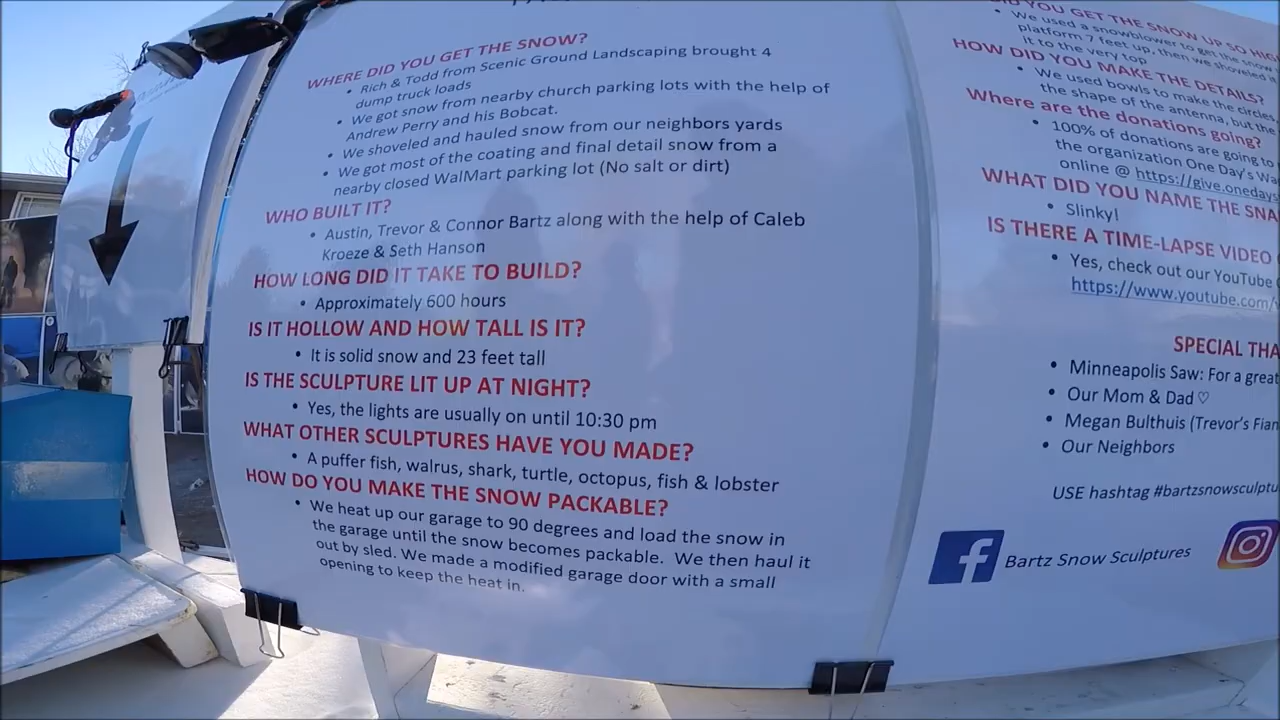 WHERE DID YOU GET THE SNOW?
• Rich & Todd from Scenic Ground Landscaping brought 4
dump truck loads
• We got snow from nearby church parking lots with the help of
Andrew Perry and his Bobcat.
• We shoveled and hauled snow from our neighbors yards
• We got most of the coating and final detail snow from a
nearby closed WalMart parking lot (No salt or dirt)
WHO BUILT IT?
• Austin, Trevor & Connor Bartz along with the help of Caleb
Kroeze & Seth Hanson
HOW LONG DID IT TAKE TO BUILD?
• Approximately 600 hours
IS IT HOLLOW AND HOW TALL IS IT?
• It is solid snow and 23 feet tall
IS THE SCULPTURE LIT UP AT NIGHT?
• Yes, the lights are usually on until 10:30 pm
WHAT OTHER SCULPTURES HAVE YOU MADE?
• A puffer fish, walrus, shark, turtle, octopus, fish & lobster
HOW DO YOU MAKE THE SNOW PACKABLE?
• We heat up our garage to 90 degrees and load the snow in
the garage until the snow becomes packable. We then haul it
out by sled. We made a modified garage door with a small
opening to keep the heat in.
YOU GET THE SNOW UP SO
• We used a snowblower to get the snow
platform 7 feet up, then we shoveled
it to the very top
HOW DID YOU MAKE THE DETAILS?
• We used bowls to make the circles,
the shape of the antenna, but the
Where are the donations going?
• 100% of donations are going to
the organization One Day's Wa
online @ https://give.onedays
WHAT DID YOU NAME THE SNA
• Slinky!
IS THERE A TIME-LAPSE VIDEO
• Yes, check out our YouTube
https://www.youtube.com/
SPECIAL THA
• Minneapolis Saw: For a great
• Our Mom & Dad ♡
• Megan Bulthuis (Trevor's Fian
• Our Neighbors
USE hashtag #bartzsnowsculptu
f Bartz Snow Sculptures